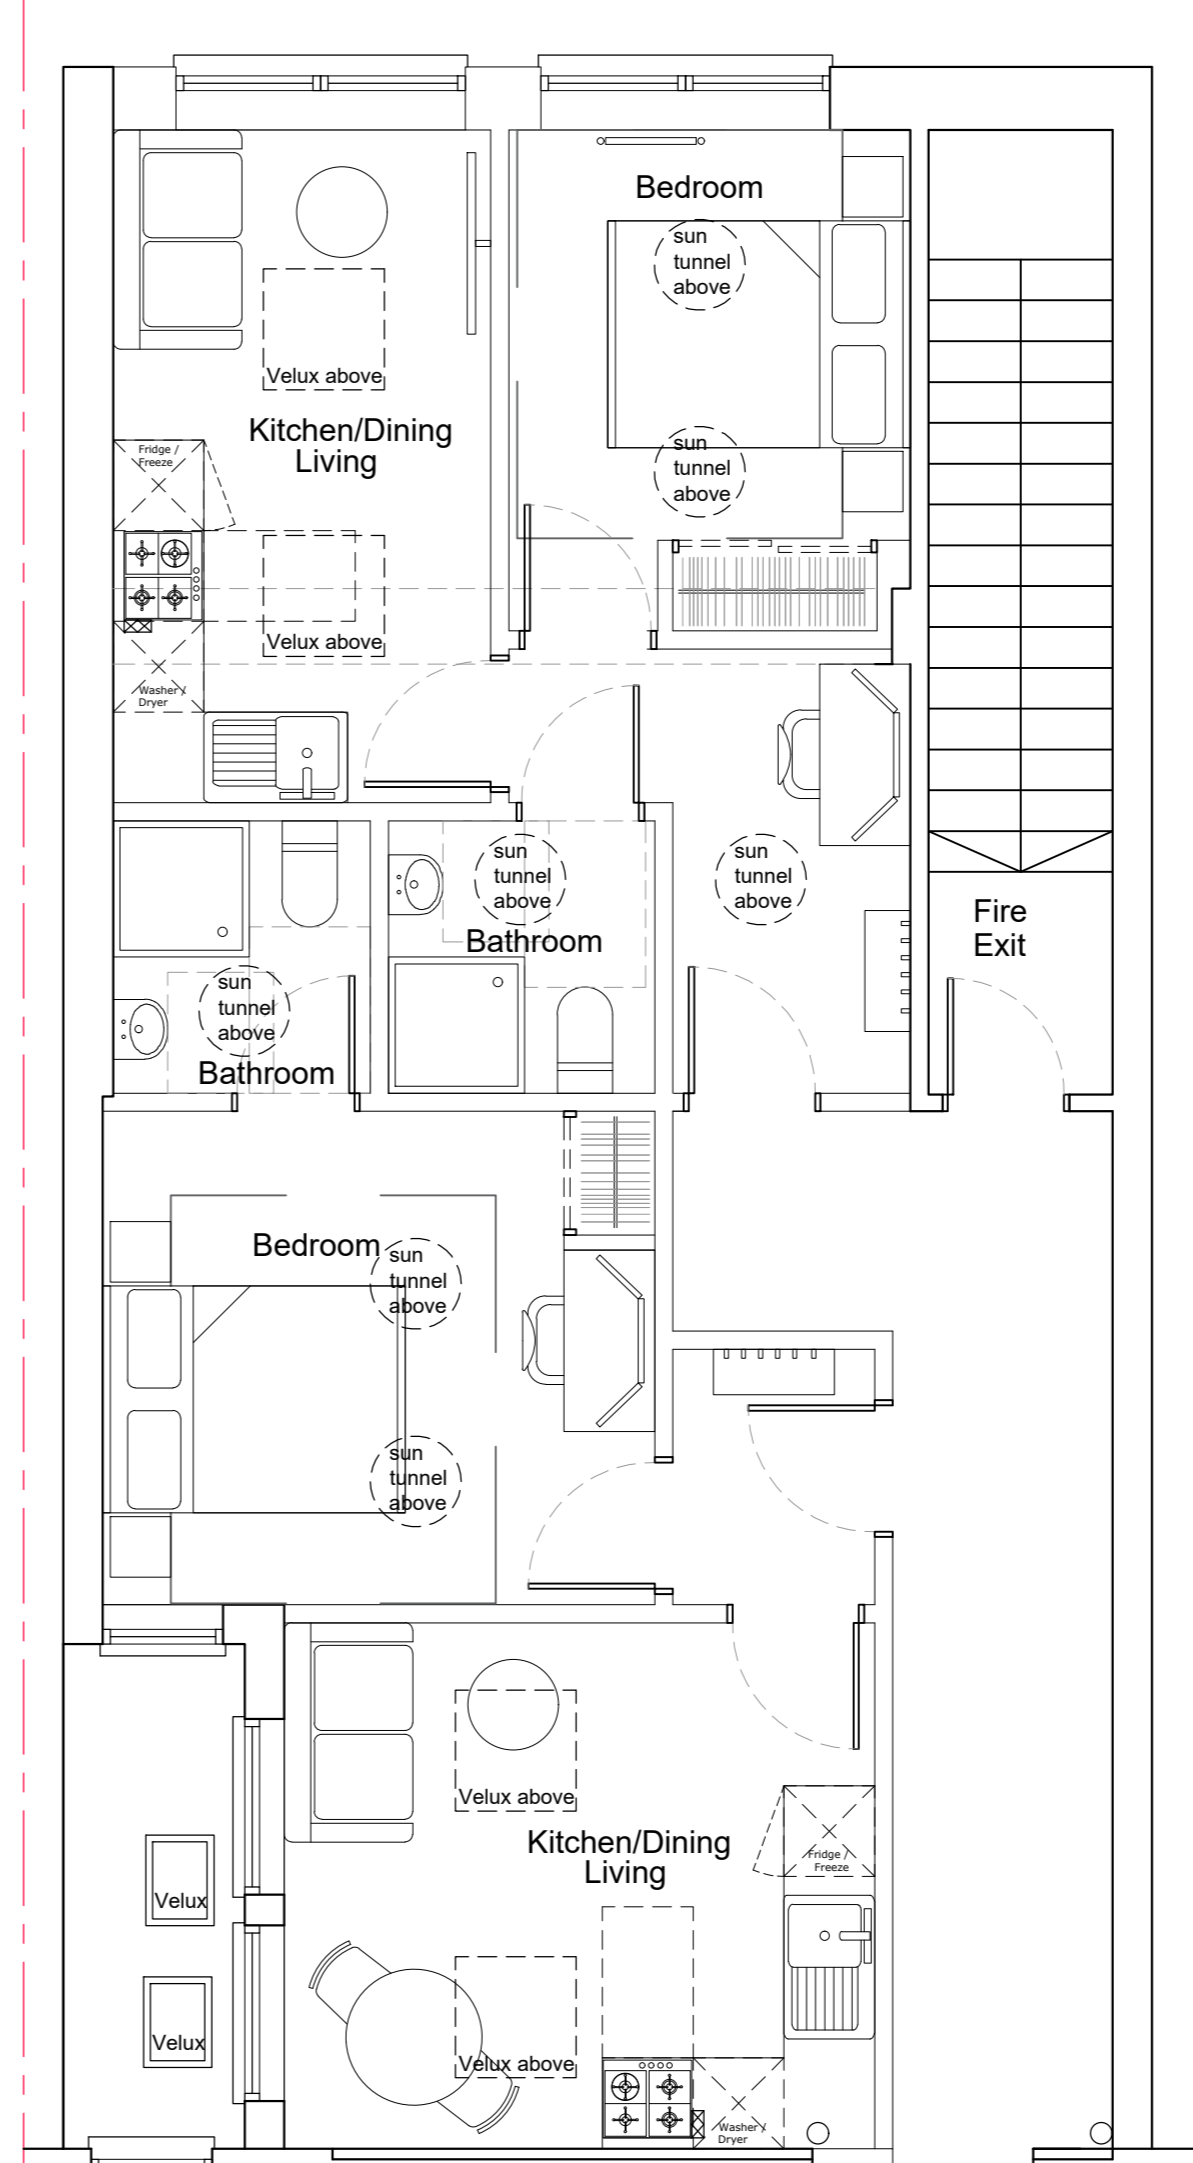 Bedroom
sun
tunnel
above
Velux above
Kitchen/Dining
Living
sun
tunnel
above
Fridge /
Freeze
Velux above
Washer /
Dryer
sun
tunnel
above
sun
tunnel
above
Fire
Exit
Bathroom
sun
tunnel
above
Bathroom
Bedroom
sun
tunnel
above
sun
tunnel
above
Velux above
Kitchen/Dining
Living
Fridge /
Freeze
Velux
Velux
Velux above
Washer /
Dryer